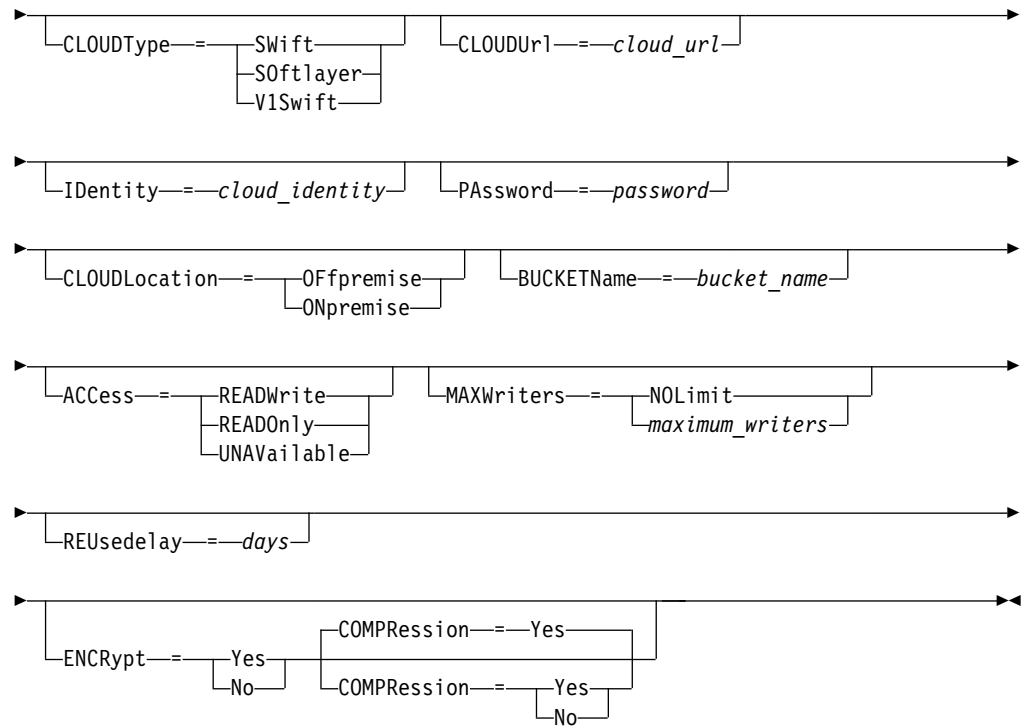 CLOUDType = SWift CLOUDUrl = cloud_url
SOftlayer
V1Swift
IDentity = cloud_identity PAssword = password
CLOUDLocation = OFfpremise BUCKETName = bucket_name
ONpremise
ACCess = READWrite MAXWriters = NOLimit
READOnly maximum_writers
UNAVailable
REUsedelay = days
COMPRession = Yes
ENCRypt = Yes
No COMPRession = Yes
No